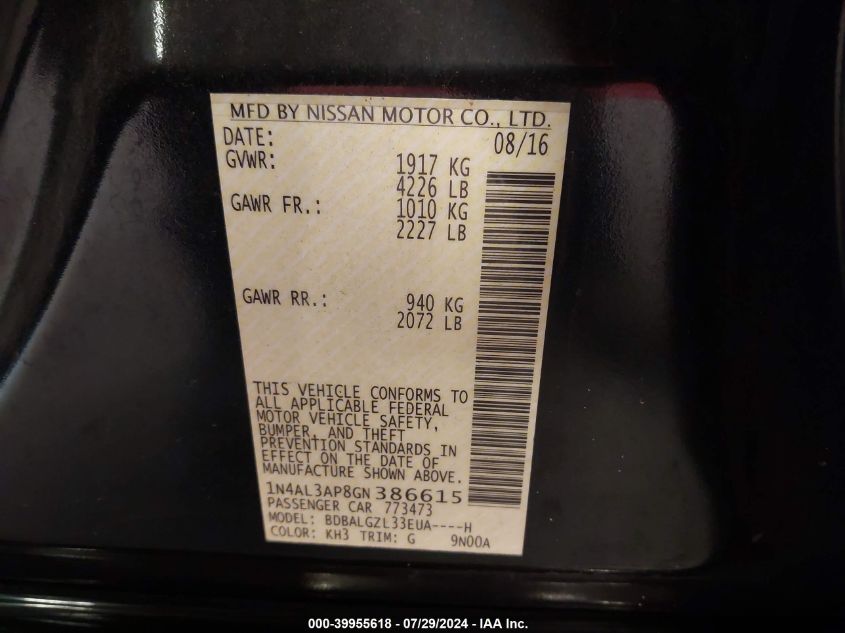 MFD BY NISSAN MOTOR CO., LTD.
DATE: 08/16
GVWR: 1917 KG
4226 LB
GAWR FR.: 1010 KG
2227 LB
GAWR RR.: 940 KG
2072 LB
THIS VEHICLE CONFORMS TO
ALL APPLICABLE FEDERAL
MOTOR VEHICLE SAFETY,
BUMPER, AND THEFT
PREVENTION STANDARDS IN
EFFECT ON THE DATE OF
MANUFACTURE SHOWN ABOVE.
1N4AL3AP8GN 386615
PASSENGER CAR 773473
MODEL: BDBALGZL33EUA----H
COLOR: KH3 TRIM: G 9N00A
000-39955618 - 07/29/2024 - IAA Inc.